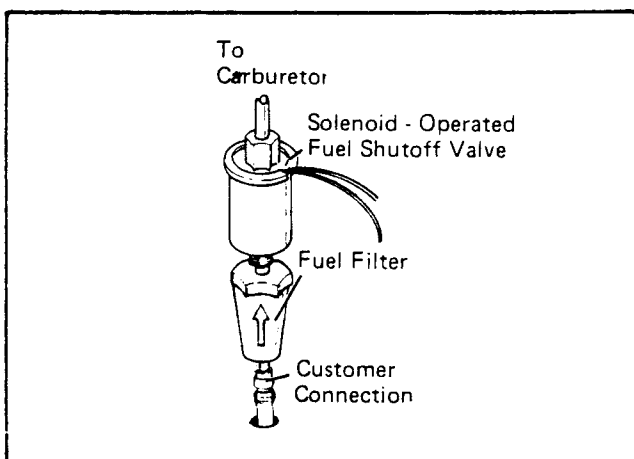 To
Carburetor
Solenoid - Operated
Fuel Shutoff Valve
Fuel Filter
Customer
Connection